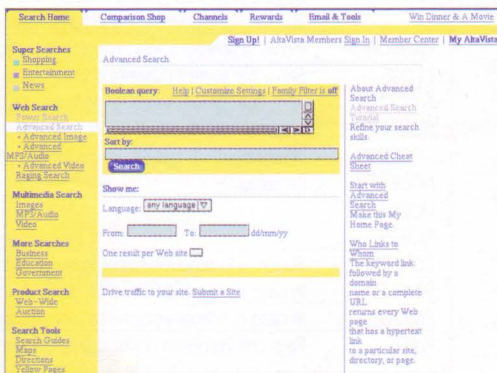 Search Home Comparison Shop Channels Rewards Email & Tools Win Dinner & A Movie
Sign Up! | AltaVista Members Sign In | Member Center | My AltaVista
Super Searches
Shopping
Entertainment
News
Web Search
Power Search
Advanced Search
• Advanced Image
• Advanced
MP3/Audio
• Advanced Video
Raging Search
Multimedia Search
Images
MP3/Audio
Video
More Searches
Business
Education
Government
Product Search
Web-Wide
Auction
Search Tools
Search Guides
Maps
Directions
Yellow Pages
Advanced Search
Boolean query: Help | Customize Settings | Family Filter is off
Sort by:
Search
Show me:
Language: any language
From: To: dd/mm/yy
One result per Web site
Drive traffic to your site. Submit a Site
About Advanced
Search
Advanced Search
Tutorial
Refine your search
skills.
Advanced Cheat
Sheet
Start with
Advanced
Search
Make this My
Home Page.
Who Links to
Whom
The keyword link:
followed by a
domain
name or a complete
URL
returns every Web
page
that has a hypertext
link
to a particular site,
directory, or page.